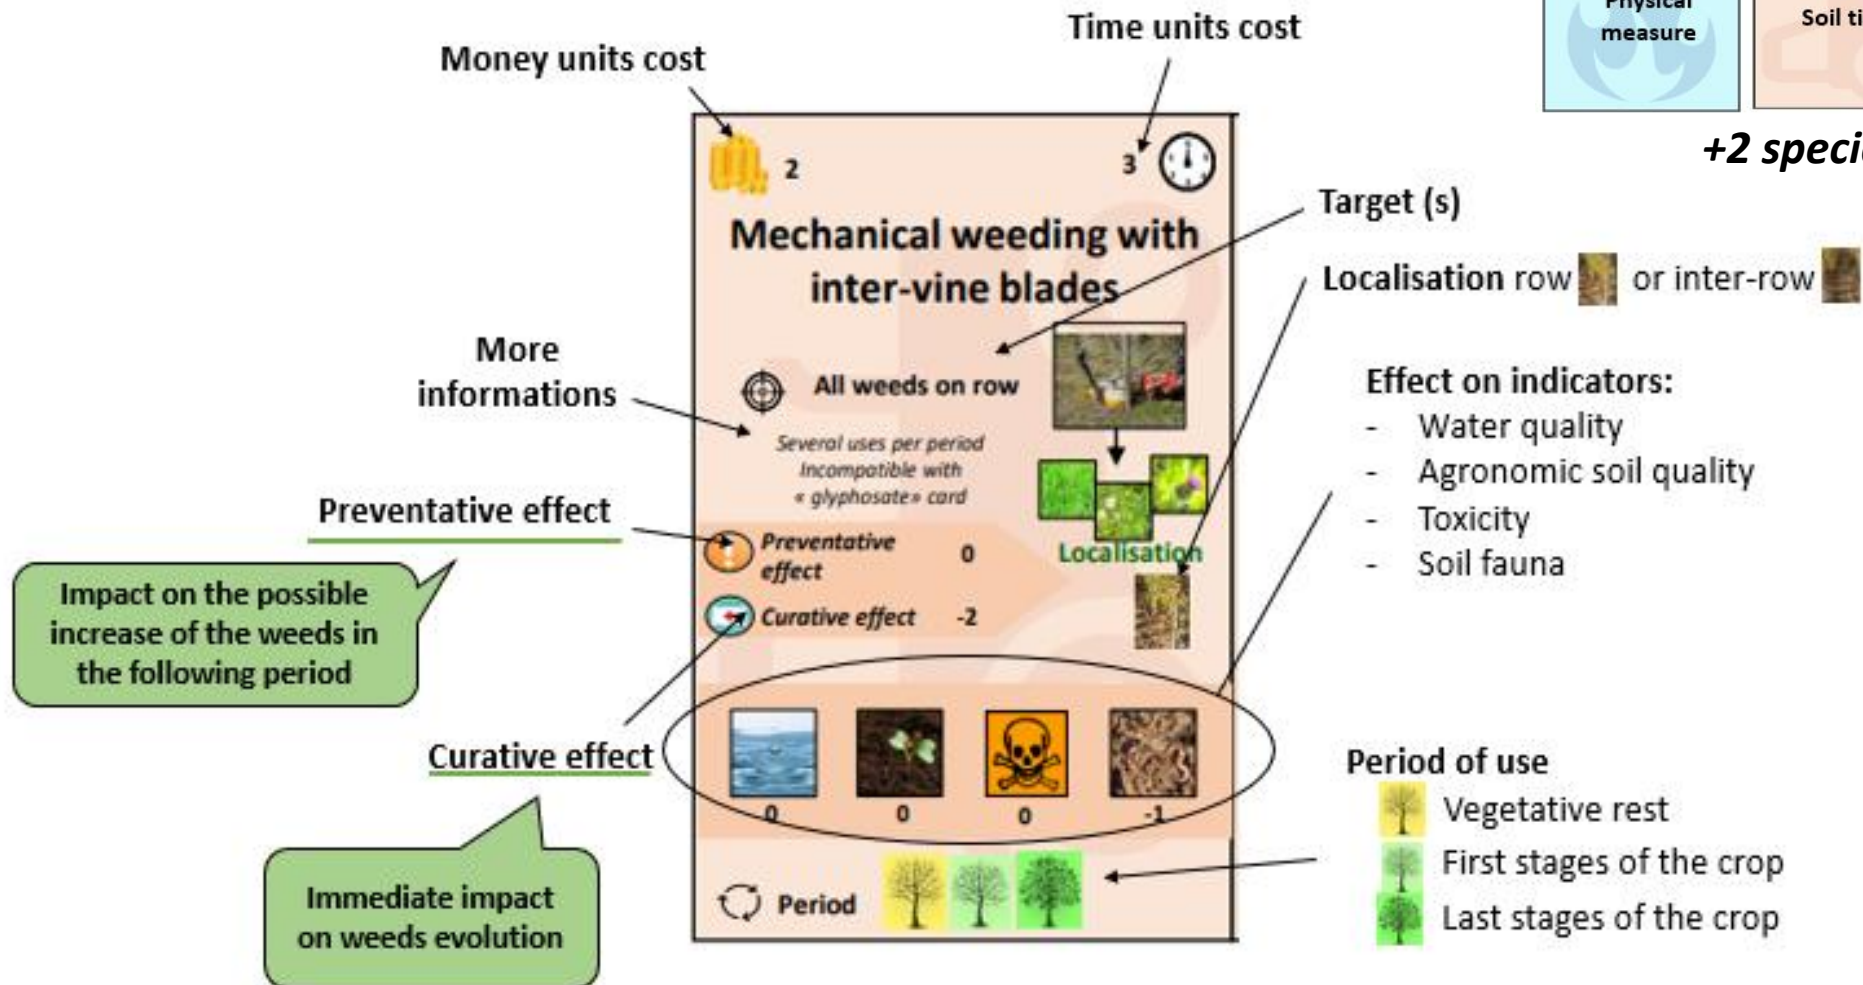 Physical
measure
Soil
Time units cost
Money units cost
2
3
+2
Target (s)
Mechanical weeding with
inter-vine blades
Localisation row or inter-row
More
informations
All weeds on row
Several uses per period
Incompatible with
« glyphosate» card
Effect on indicators:
- Water quality
- Agronomic soil quality
- Toxicity
- Soil fauna
Preventative effect
Preventative
effect
0
Localisation
Impact on the possible
increase of the weeds in
the following period
Curative effect -2
Curative effect
0 0 0 -1
Immediate impact
on weeds evolution
Period
Period of use
Vegetative rest
First stages of the crop
Last stages of the crop